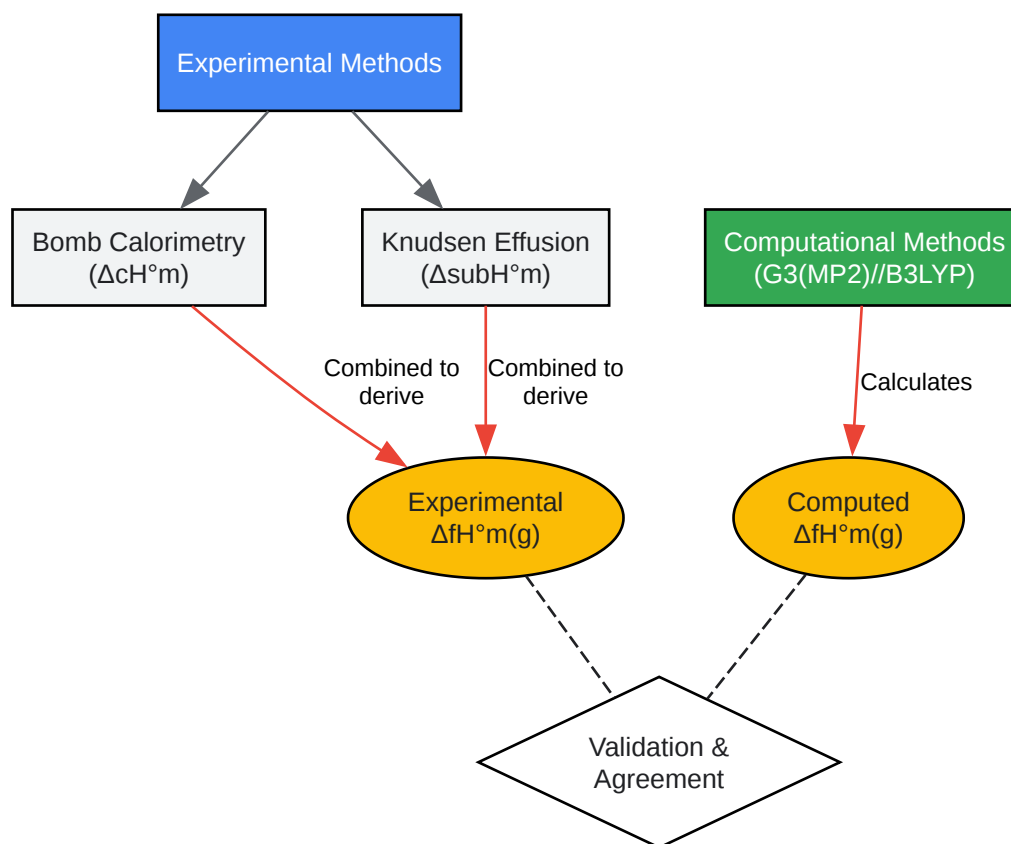 Experimental Methods
Bomb Calorimetry
(ΔcH°m)
Knudsen Effusion
(ΔsubH°m)
Computational Methods
(G3(MP2)//B3LYP)
Combined to
derive
Combined to
derive
Calculates
Experimental
ΔfH°m(g)
Computed
ΔfH°m(g)
Validation &
Agreement